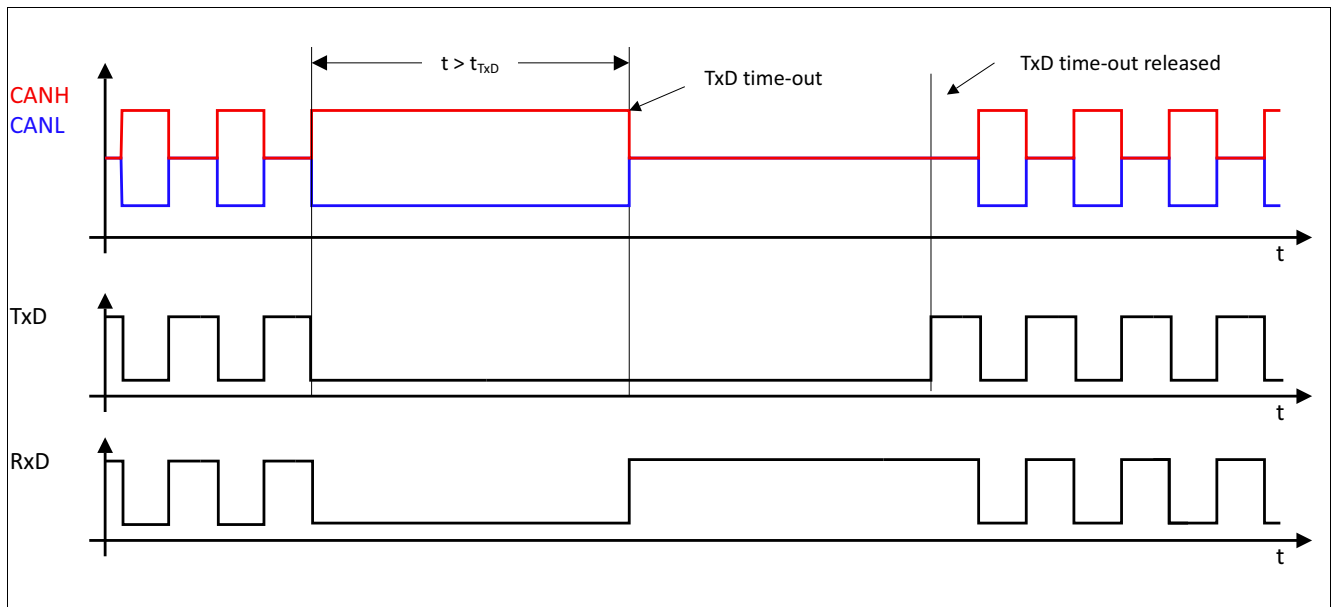 t > tTxD
TxD time-out
TxD time-out released
CANH
CANL
t
TxD
t
RxD
t